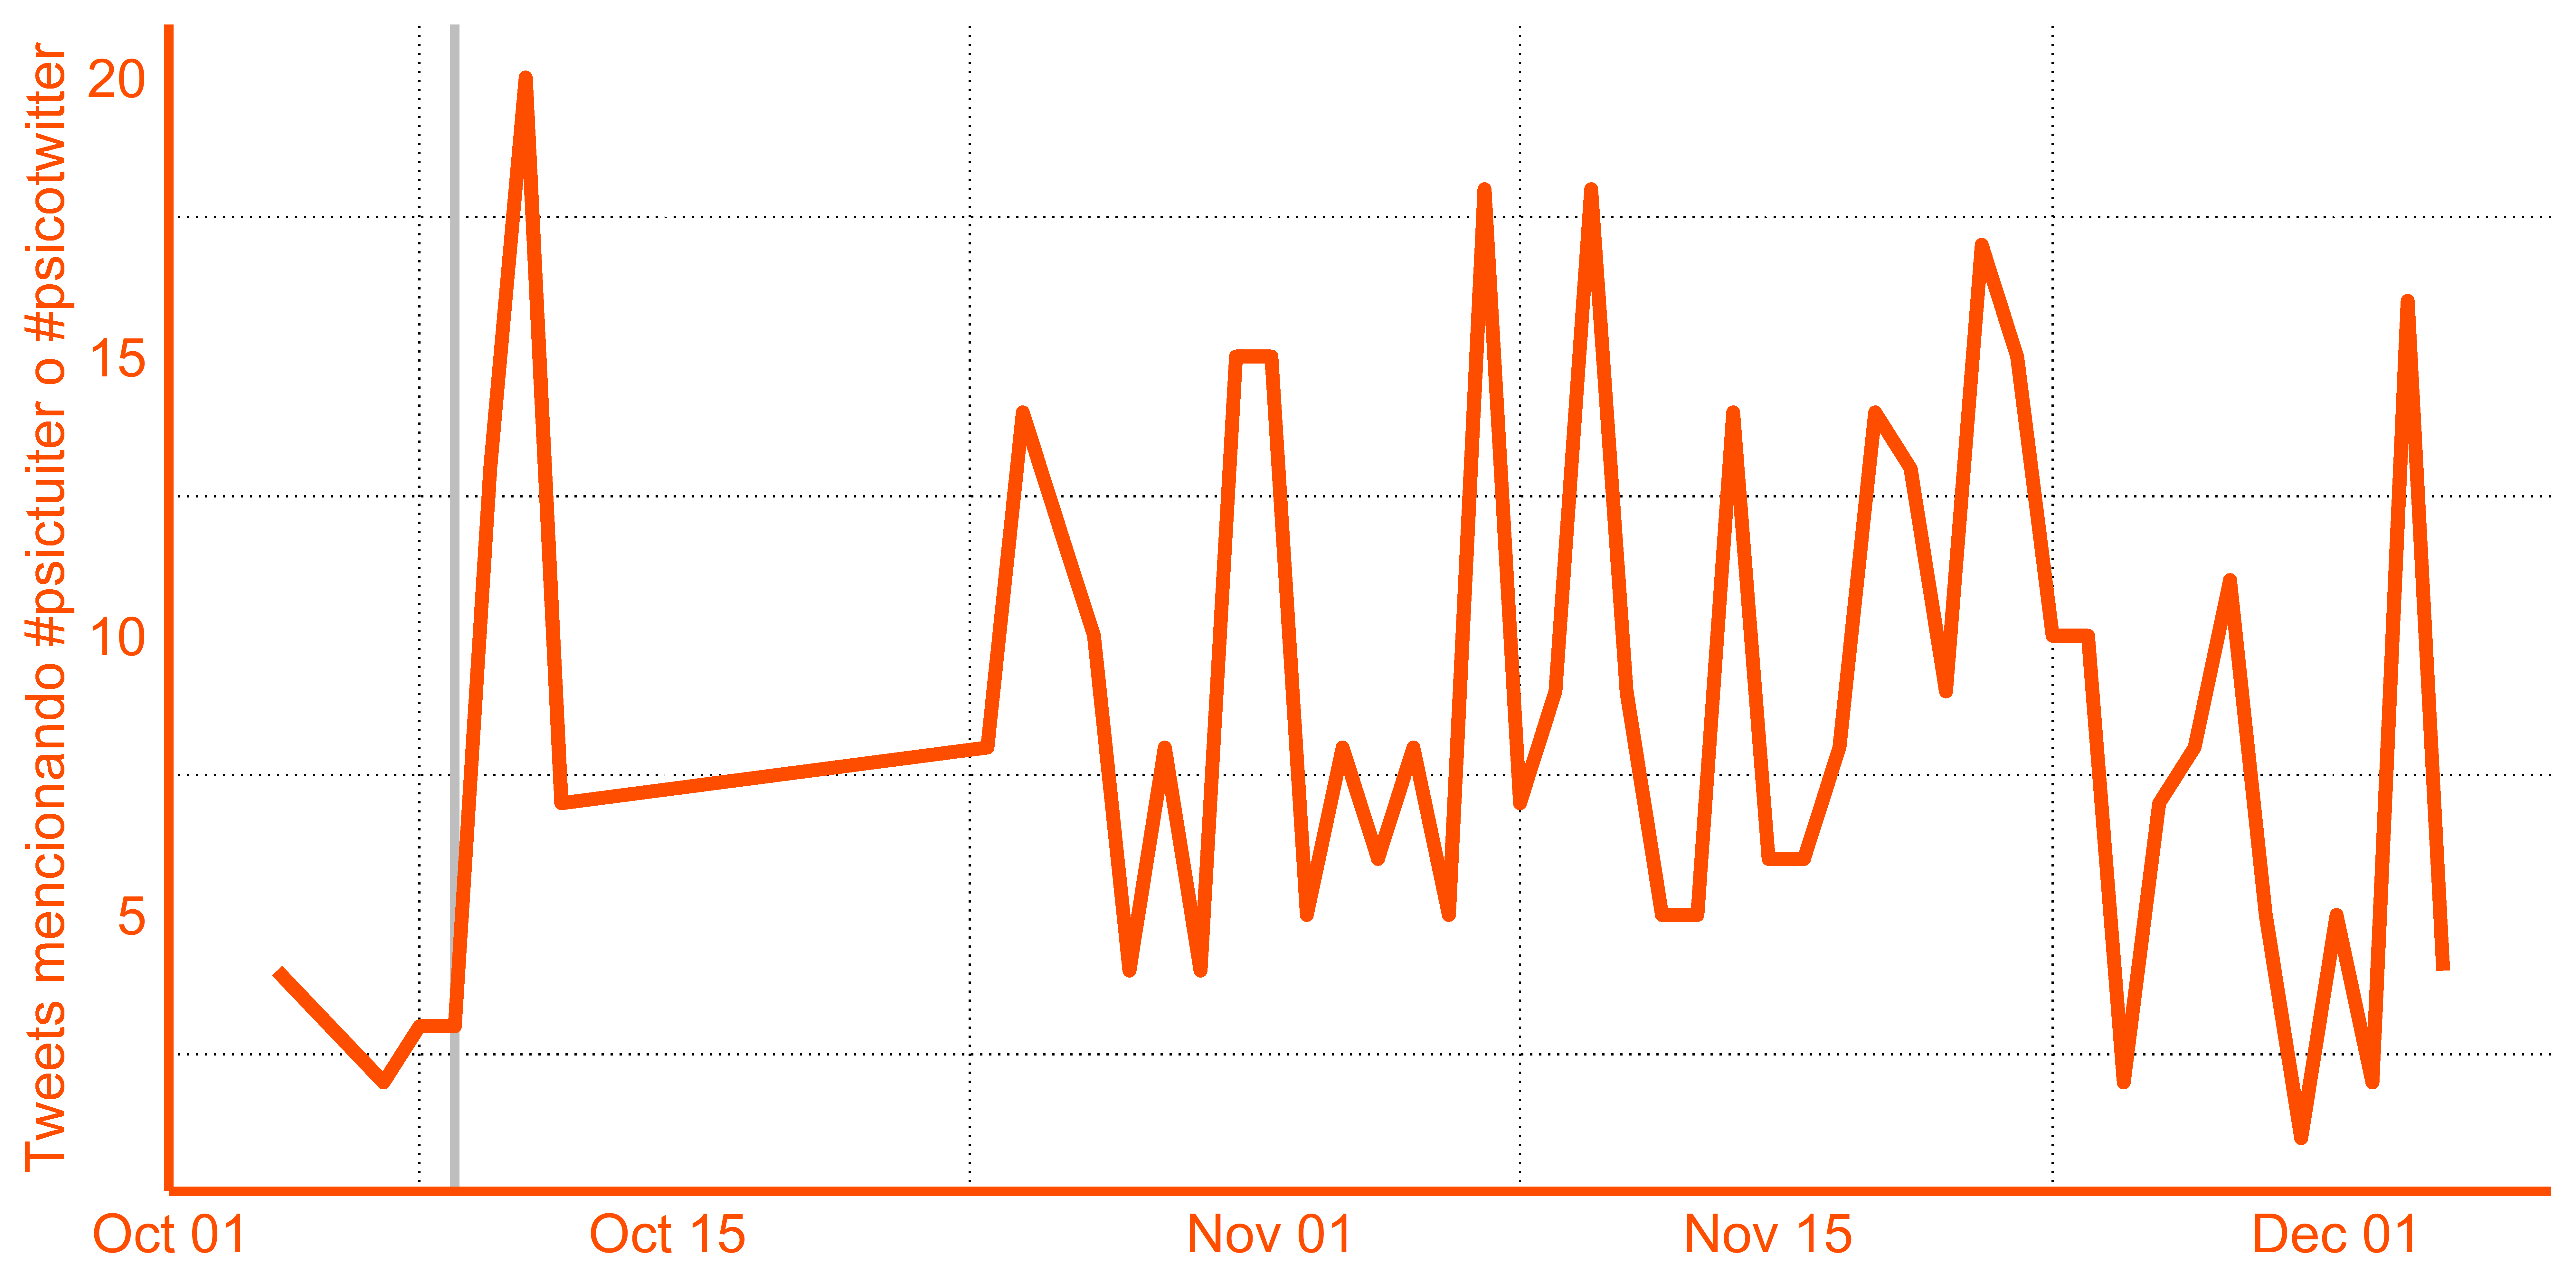 Tweets mencionando #psictuiter o #psicotwitter
20
15
10
5
Oct 01
Oct 15
Nov 01
Nov 15
Dec 01